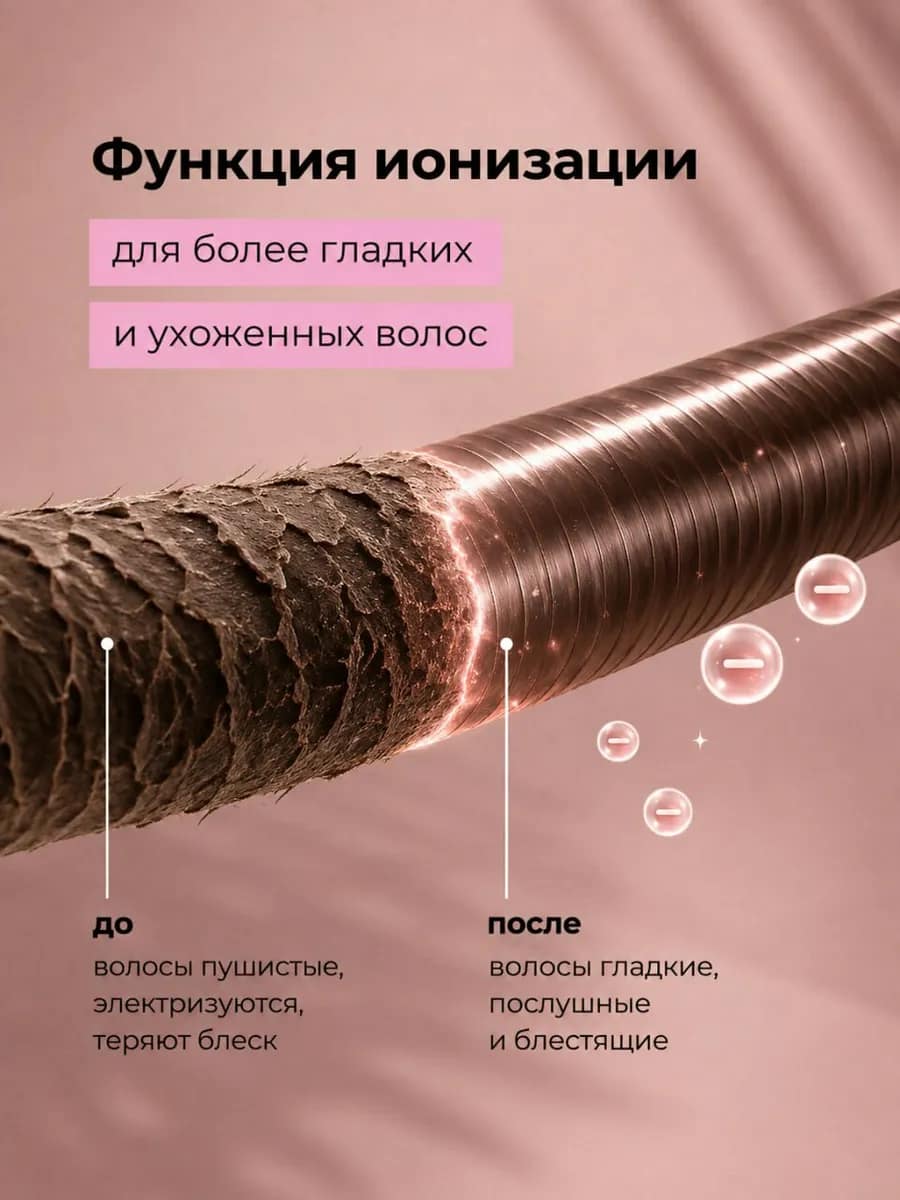 Функция ионизации
для более гладких
и ухоженных волос
до
волосы пушистые,
электризуются,
теряют блеск
после
волосы гладкие,
послушные
и блестящие